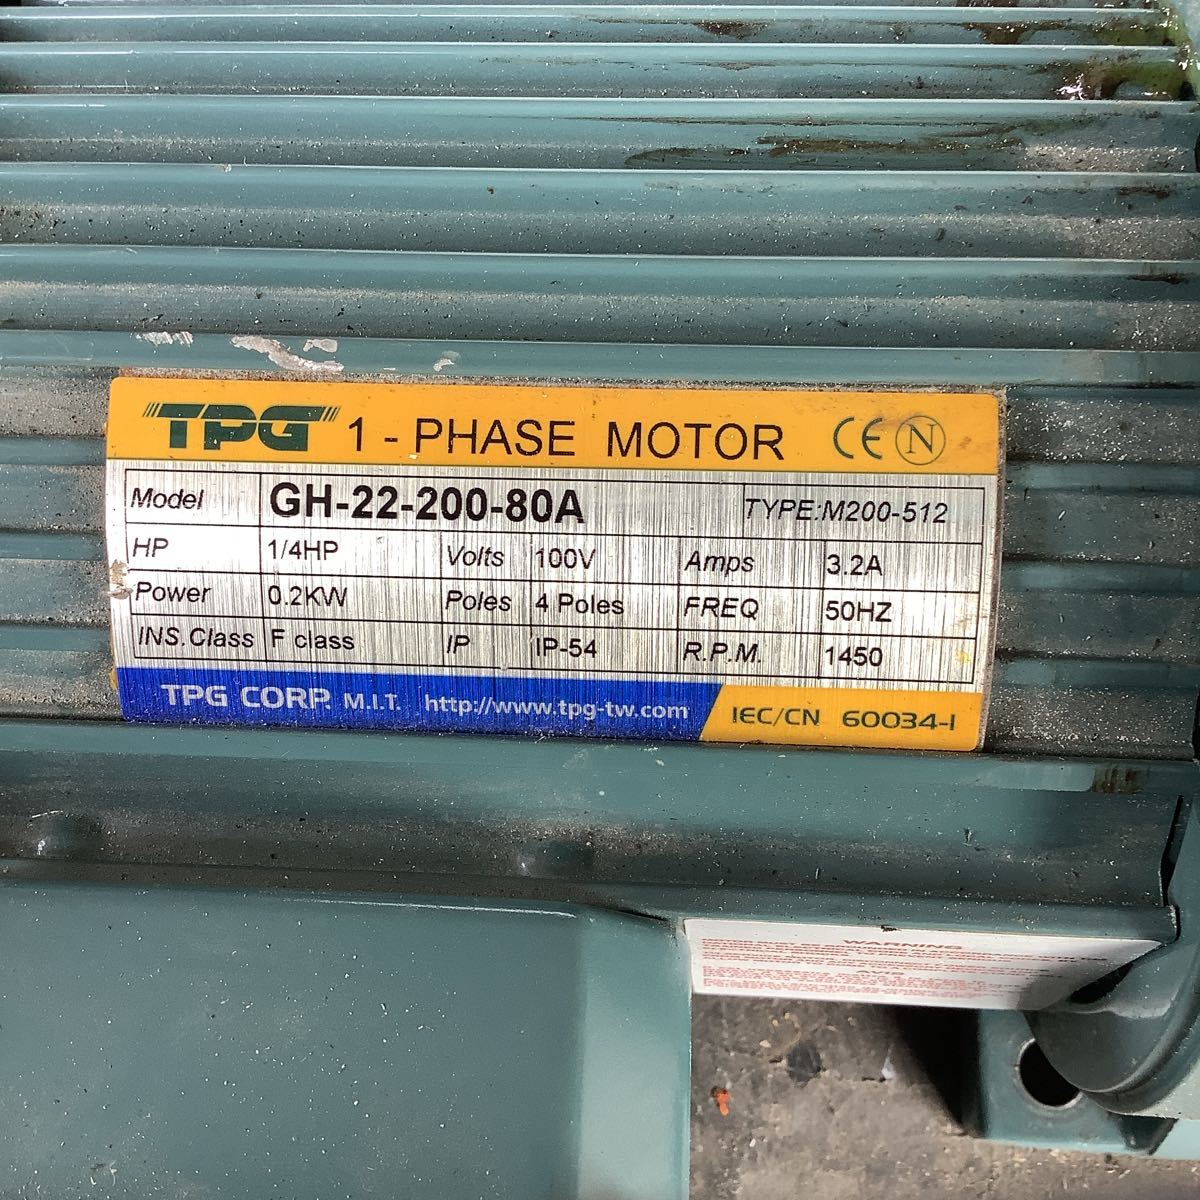 TPG 1 - PHASE MOTOR CE N
Model GH-22-200-80A TYPE:M200-512
HP 1/4HP Volts 100V Amps 3.2A
Power 0.2KW Poles 4 Poles FREQ 50HZ
INS.Class F class IP IP-54 R.P.M. 1450
TPG CORP. M.I.T. http://www.tpg-tw.com IEC/CN 60034-1
WARNING